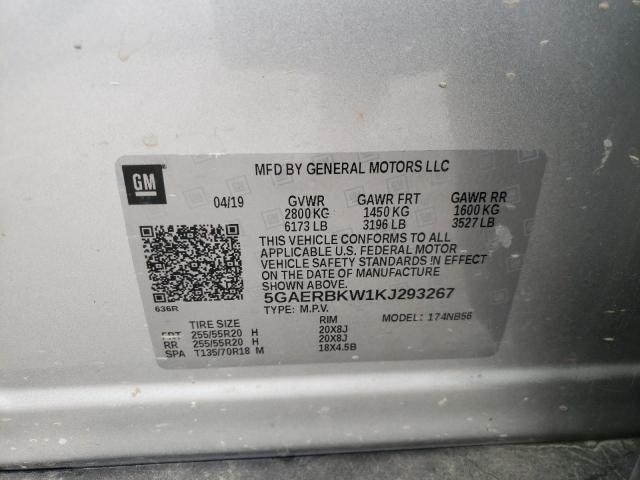 GM
MFD BY GENERAL MOTORS LLC
04/19 GVWR GAWR FRT GAWR RR
2800 KG 1450 KG 1600 KG
6173 LB 3196 LB 3527 LB
THIS VEHICLE CONFORMS TO ALL
APPLICABLE U.S. FEDERAL MOTOR
VEHICLE SAFETY STANDARDS IN EFFECT
ON THE DATE OF MANUFACTURE
SHOWN ABOVE.
636R
5GAERBKW1KJ293267
TYPE: M.P.V. MODEL: 174NB56
TIRE SIZE RIM
FRT 255/55R20 H 20X8J
RR 255/55R20 H 20X8J
SPA T135/70R18 M 18X4.5B